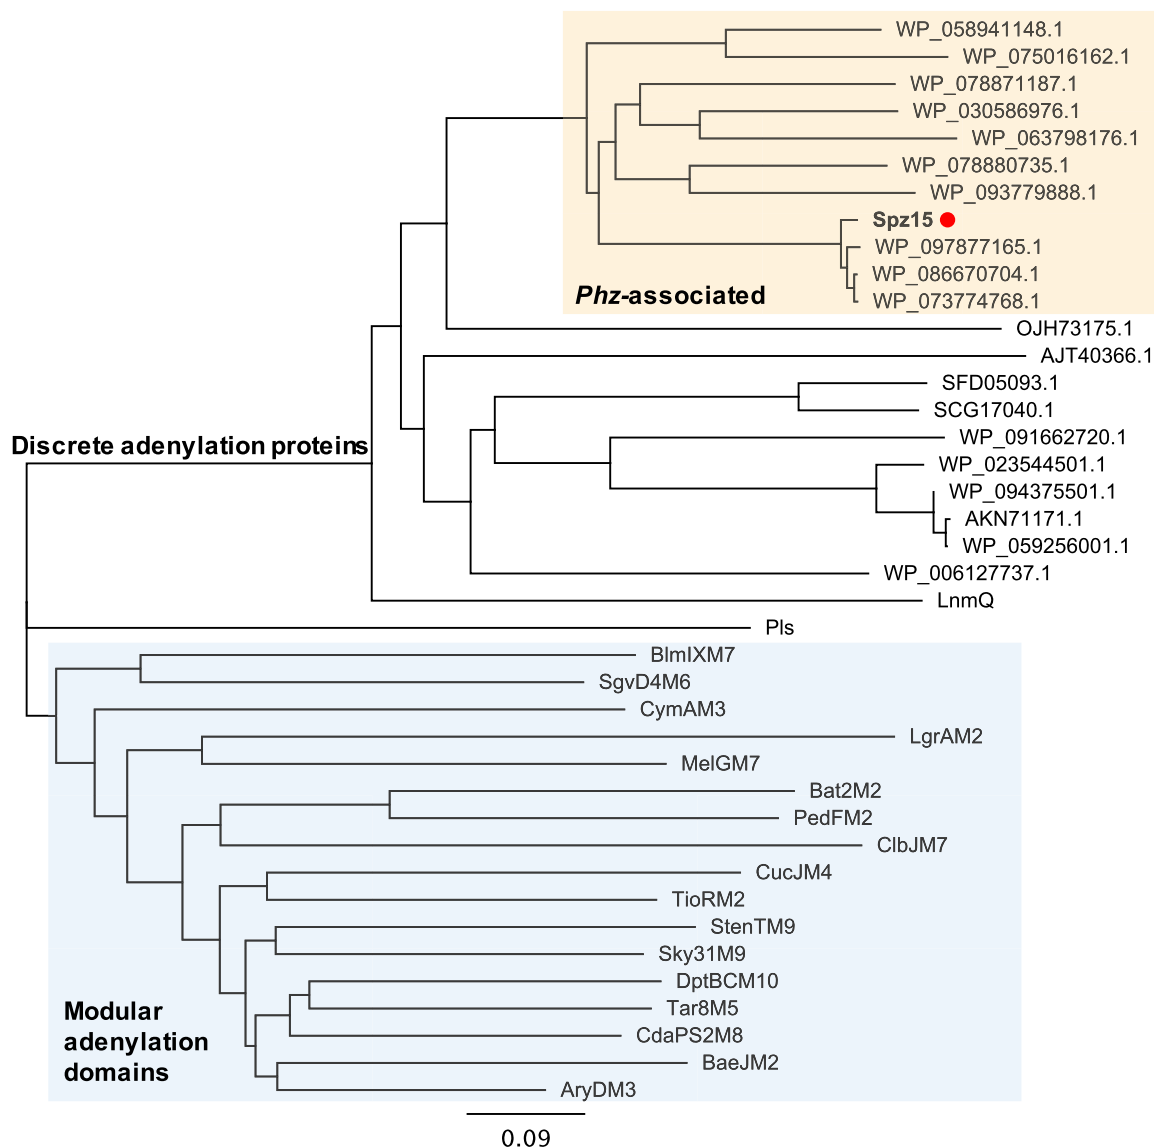 WP_058941148.1
WP_075016162.1
WP_078871187.1
WP_030586976.1
WP_063798176.1
WP_078880735.1
WP_093779888.1
Spz15
WP_097877165.1
WP_086670704.1
Phz-associated
WP_073774768.1
OJH73175.1
AJT40366.1
SFD05093.1
SCG17040.1
Discrete adenylation proteins
WP_091662720.1
WP_023544501.1
WP_094375501.1
AKN71171.1
WP_059256001.1
WP_006127737.1
LnmQ
Pls
BlmIXM7
SgvD4M6
CymAM3
LgrAM2
MelGM7
Bat2M2
PedFM2
ClbJM7
CucJM4
TioRM2
StenTM9
Sky31M9
DptBCM10
Tar8M5
CdaPS2M8
BaeJM2
AryDM3
Modular
adenylation
domains
0.09